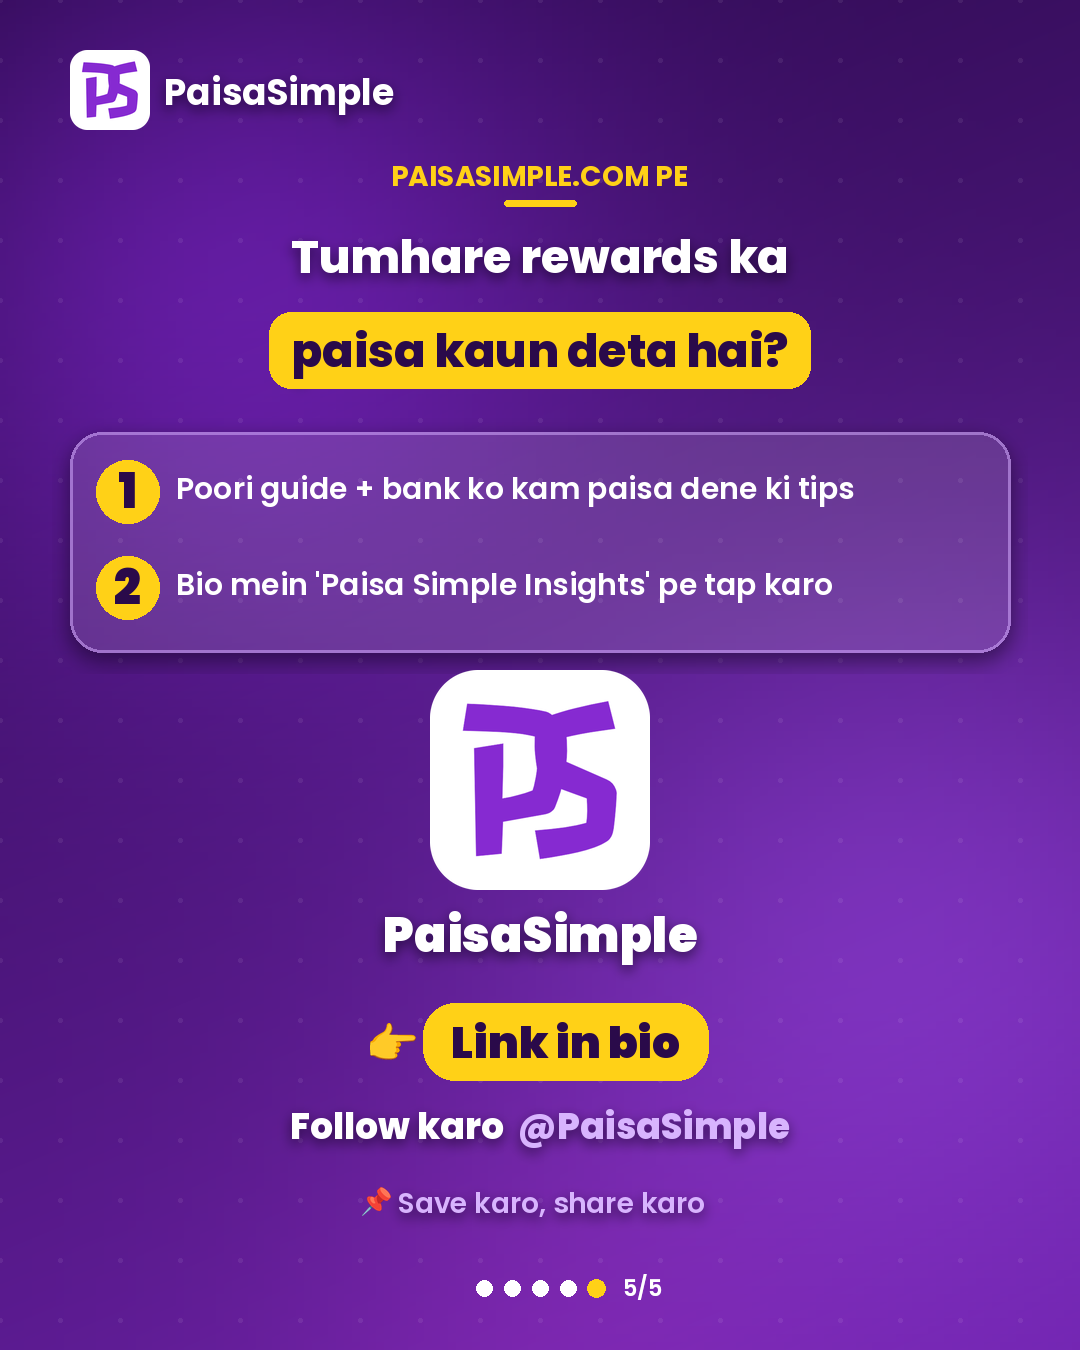 PS PaisaSimple
PAISASIMPLE.COM PE
Tumhare rewards ka
paisa kaun deta hai?
1 Poori guide + bank ko kam paisa dene ki tips
2 Bio mein 'Paisa Simple Insights' pe tap karo
PS
PaisaSimple
👉 Link in bio
Follow karo @PaisaSimple
📌 Save karo, share karo
5/5